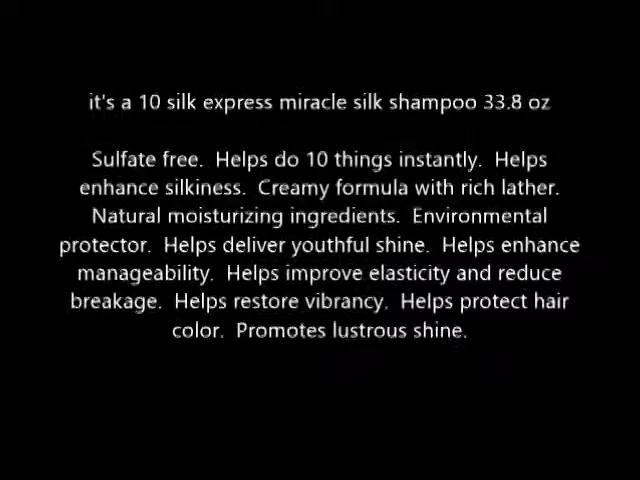 it's a 10 silk express miracle silk shampoo 33.8 oz
Sulfate free.  Helps do 10 things instantly.  Helps
enhance silkiness.  Creamy formula with rich lather.
Natural moisturizing ingredients.  Environmental
protector.  Helps deliver youthful shine.  Helps enhance
manageability.  Helps improve elasticity and reduce
breakage.  Helps restore vibrancy.  Helps protect hair
color.  Promotes lustrous shine.